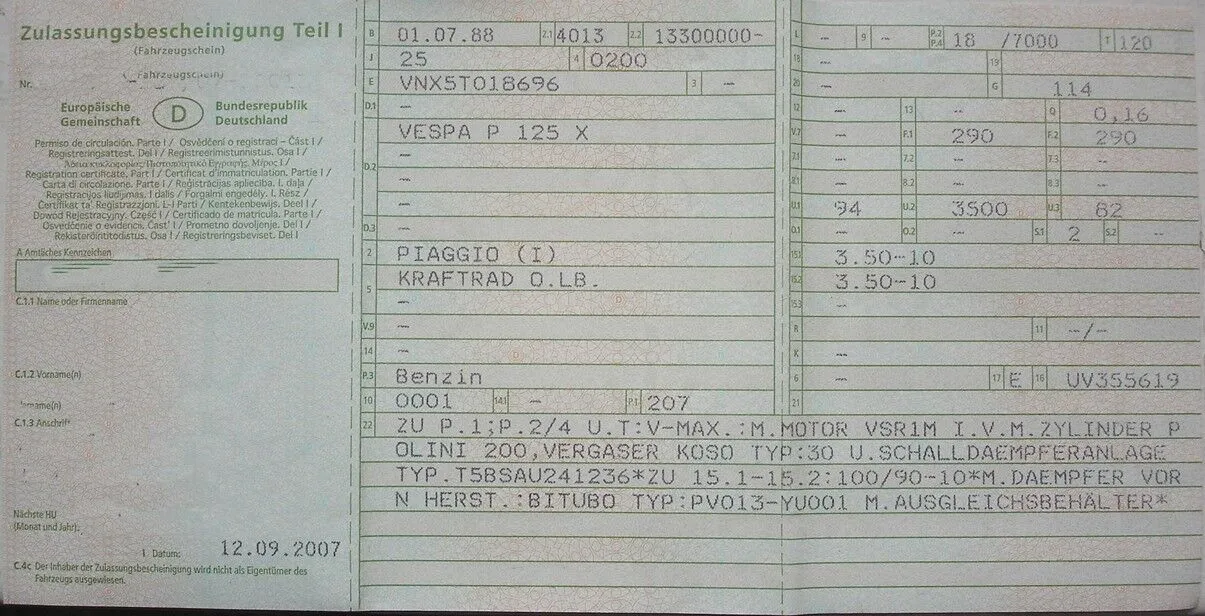 Zulassungsbescheinigung Teil I
(Fahrzeugschein)
(Fahrzeugschein)
Nr.
Europäische Gemeinschaft D Bundesrepublik Deutschland
Permiso de circulación. Parte I / Osvědčení o registraci – Část I /
Registreringsattest. Del I / Registreerimistunnistus. Osa I /
Άδεια κυκλοφορίας/Πιστοποιητικό Εγγραφής. Μέρος I /
Registration certificate. Part I / Certificat d'immatriculation. Partie I /
Carta di circolazione. Parte I / Reģistrācijas apliecība. I. daļa /
Registracijos liudijimas. I dalis / Forgalmi engedély. I. Rész /
Ċertifikat ta' Reġistrazzjoni. L-I Parti / Kentekenbewijs. Deel I /
Dowód Rejestracyjny. Część I / Certificado de matrícula. Parte I /
Osvedčenie o evidencii. Časť I / Prometno dovoljenje. Del I /
Rekisteröintitodistus. Osa I / Registreringsbeviset. Del I
A Amtliches Kennzeichen
C.1.1 Name oder Firmenname
C.1.2 Vorname(n)
C.1.3 Anschrift
Nächste HU
(Monat und Jahr):
I Datum: 12.09.2007
C.4c Der Inhaber der Zulassungsbescheinigung wird nicht als Eigentümer des
Fahrzeugs ausgewiesen.
B 01.07.88 2.1 4013 2.2 13300000-
J 25 4 0200
E VNX5T018696 3 —
D.1
VESPA P 125 X
D.2 —
—
—
D.3 —
2 PIAGGIO (I)
5 KRAFTRAD O.LB.
—
V.9 —
14 —
P.3 Benzin
10 0001 14.1 — P.1 207
L — 9 — P.2 P.4 18 /7000 T 120
18 — 19
20 — G 114
12 — 13 -- Q 0,16
V.7 — F.1 290 F.2 290
7.1 — 7.2 -- 7.3 --
8.1 — 8.2 -- 8.3 --
U.1 94 U.2 3500 U.3 82
O.1 — O.2 -- S.1 2 S.2 --
15.1 3.50-10
15.2 3.50-10
15.3 --
R — 11 --/-
K —
6 — 17 E 16 UV355619
21
22 ZU P.1;P.2/4 U.T:V-MAX.:M.MOTOR VSR1M I.V.M.ZYLINDER P
OLINI 200,VERGASER KOSO TYP:30 U.SCHALLDAEMPFERANLAGE
TYP.T5BSAU241236*ZU 15.1-15.2:100/90-10*M.DAEMPFER VOR
N HERST.:BITUBO TYP:PV013-YU001 M.AUSGLEICHSBEHÄLTER*